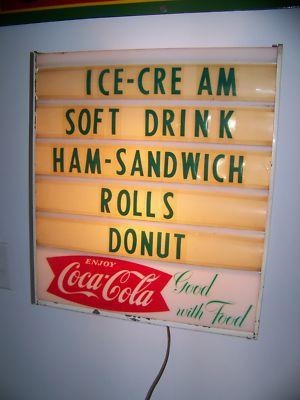 ICE-CRE AM
SOFT DRINK
HAM-SANDWICH
ROLLS
DONUT
ENJOY
Coca-Cola
Good
with Food